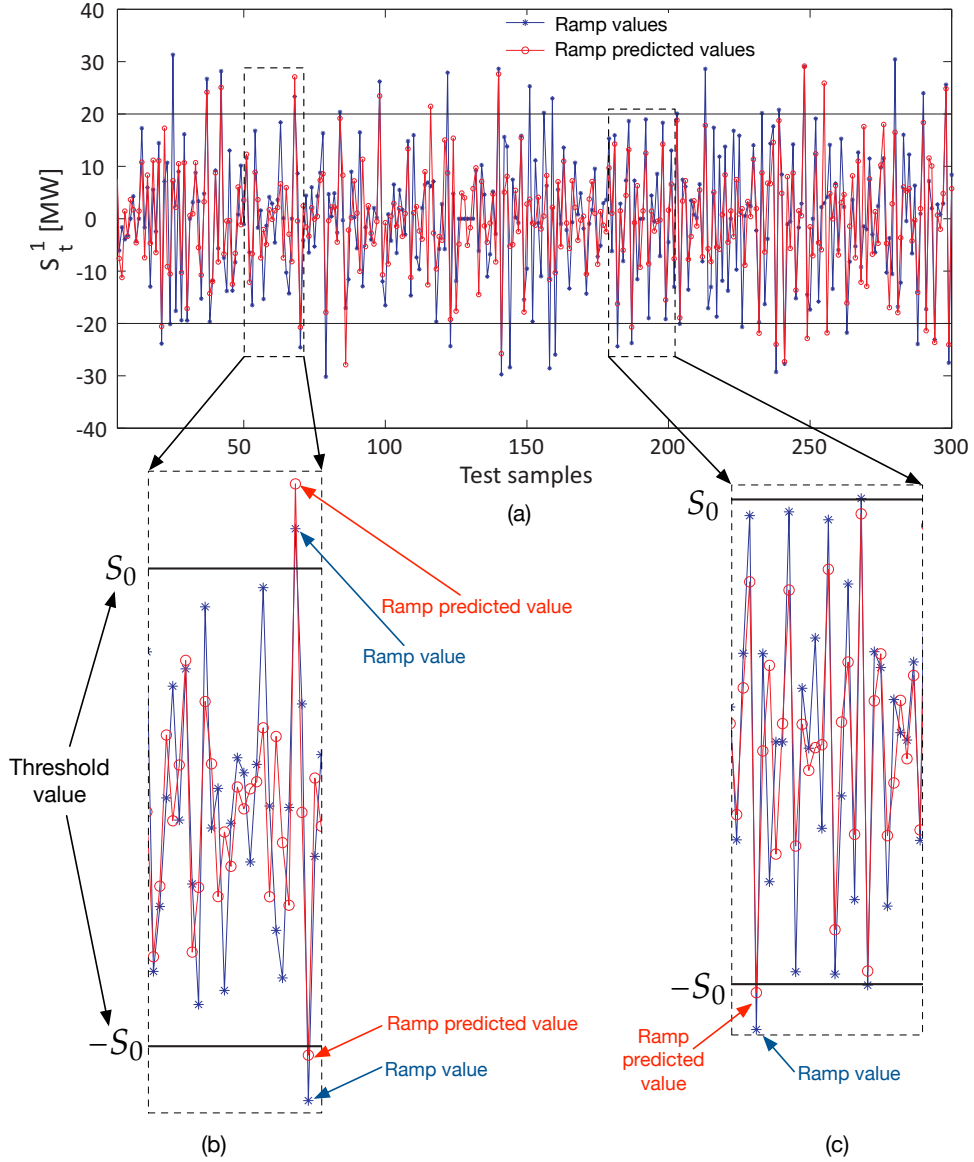 40
30
20
10
0
-10
-20
-30
-40
S_t^1 [MW]
Ramp values
Ramp predicted values
50
100
150
200
250
300
Test samples
(a)
S₀
S₀
Ramp predicted value
Ramp value
Threshold
value
−S₀
Ramp predicted value
Ramp value
−S₀
Ramp
predicted
value
Ramp value
(b)
(c)